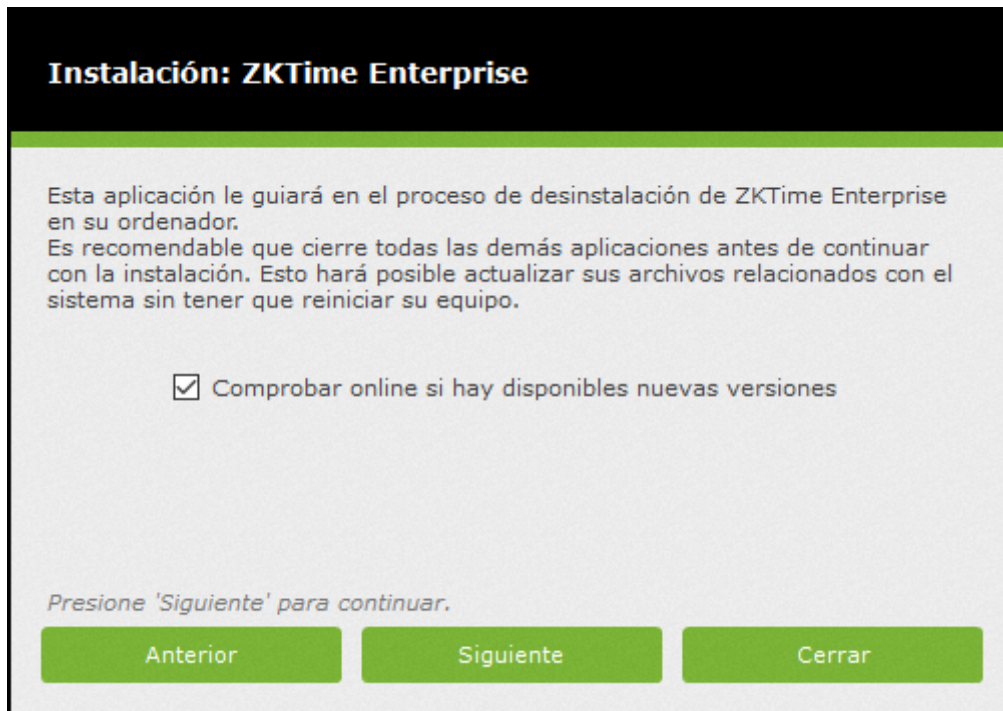 Instalación: ZKTime Enterprise
Esta aplicación le guiará en el proceso de desinstalación de ZKTime Enterprise
en su ordenador.
Es recomendable que cierre todas las demás aplicaciones antes de continuar
con la instalación. Esto hará posible actualizar sus archivos relacionados con el
sistema sin tener que reiniciar su equipo.
Comprobar online si hay disponibles nuevas versiones
Presione 'Siguiente' para continuar.
Anterior
Siguiente
Cerrar